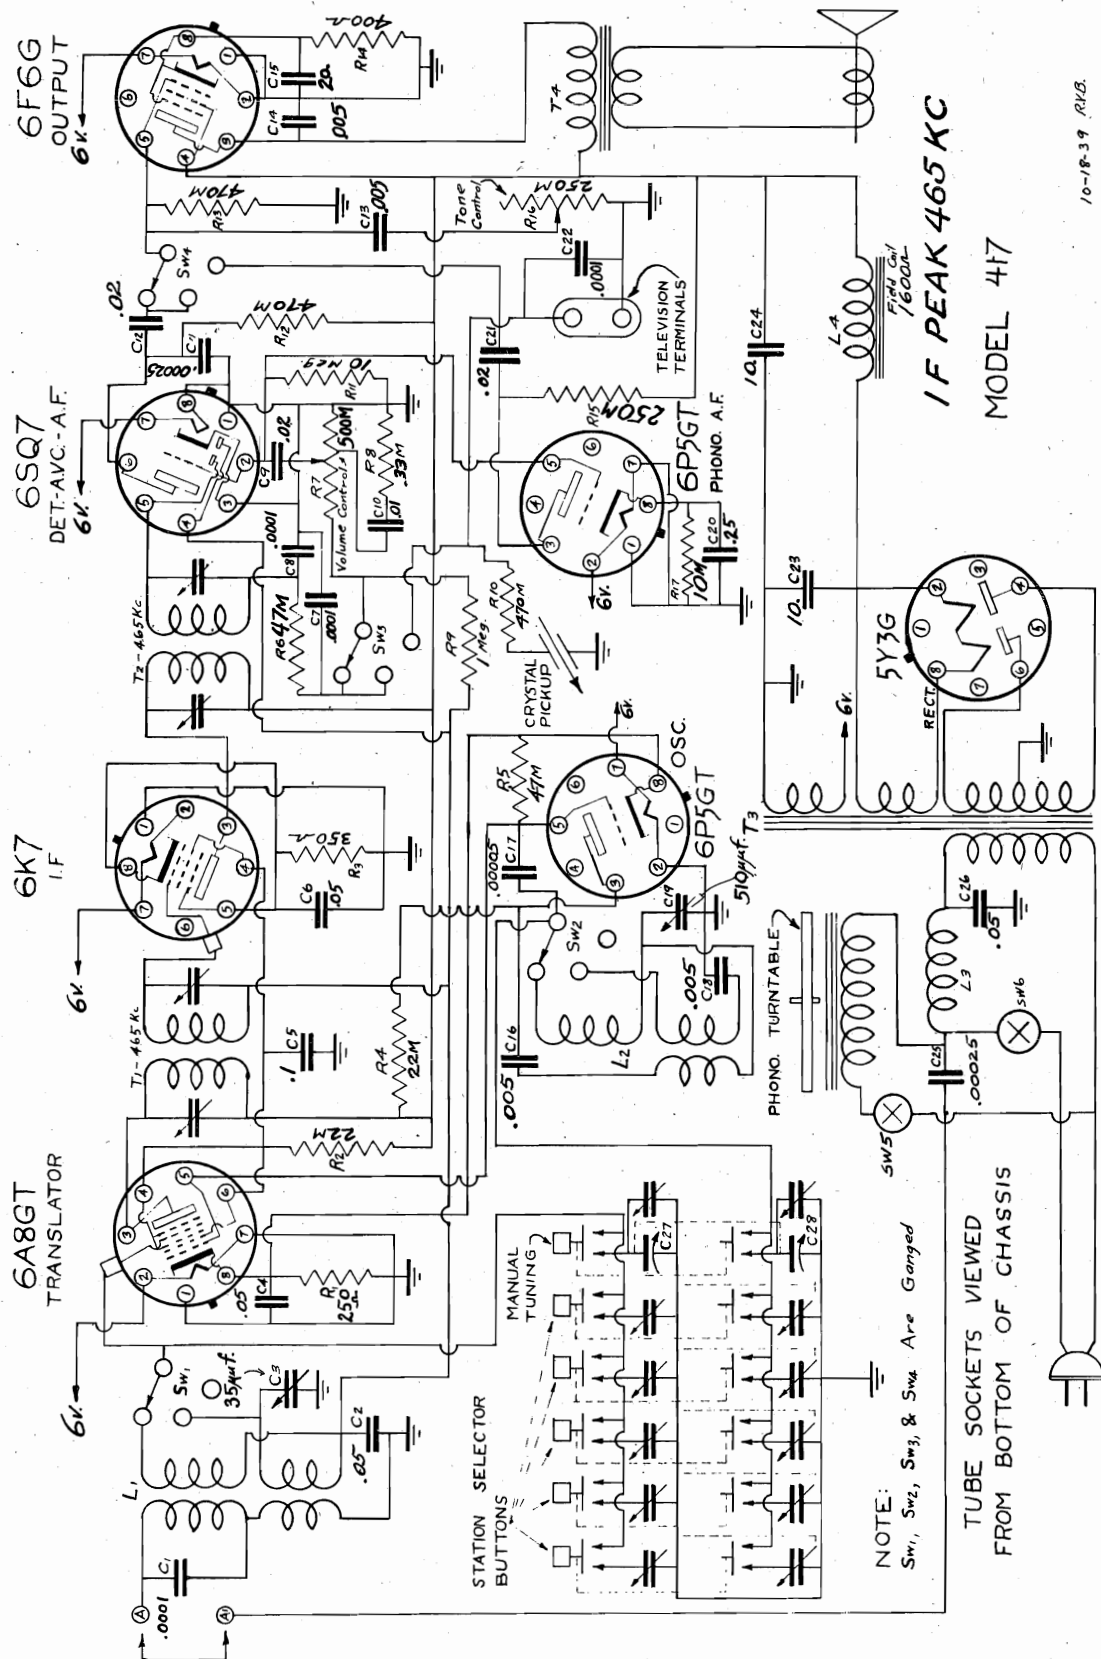 6A8GT
TRANSLATOR
6K7
I.F
6SQ7
DET.-A.VC.-A.F.
6F6G
OUTPUT
6V.
6V.
6V.
6V.
A
A
C1
.0001
L1
SW1
35μμf.
C3
C2
.05
C4
.05
R1
250Ω
R2
22M
T1-465 Kc
C5
.1
R4
22M
C6
.05
R3
350Ω
T2-465 Kc.
R6 47M
C8
.0001
C7
.0001
SW3
R7
500M
Volume Control
C9
.02
C10
.01
R8
.33M
R11
10 Meg.
C11
.00025
C12
.02
R12
470M
SW4
R13
470M
C13
.005
C14
.005
C15
20.
R14
400Ω
T4
Tone
Control
R16
250M
C22
.0001
TELEVISION
TERMINALS
C21
.02
R15
250M
R9
1 Meg.
R10
470M
CRYSTAL
PICKUP
6P5GT
PHONO. A.F.
6V.
R17
10M
C20
.25
R5
47M
C17
.00005
6P5GT
OSC.
6V.
SW2
C16
.005
L2
C18
.005
C19
510μμf.
STATION SELECTOR
BUTTONS
MANUAL
TUNING
C27
C28
PHONO. TURNTABLE
SW5
SW6
C25
.00025
C26
.05
L3
T3
6V.
5Y3G
RECT.
C23
10.
C24
10.
L4
Field Coil
1600Ω
IF PEAK 465 KC
MODEL 417
10-18-39 RVB.
NOTE:
SW1, SW2, SW3, & SW4 Are Ganged
TUBE SOCKETS VIEWED
FROM BOTTOM OF CHASSIS